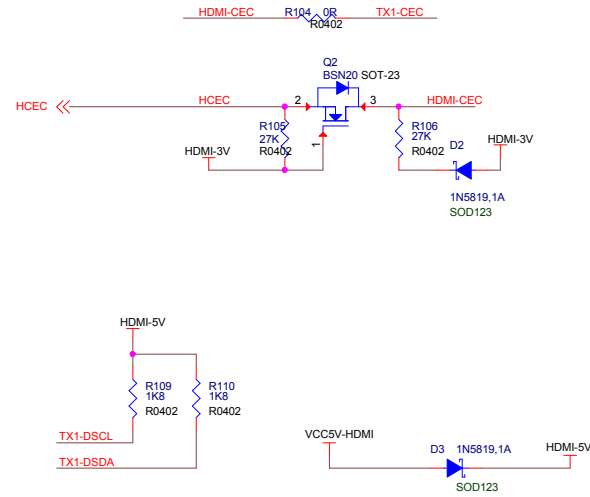 HDMI-CEC R104 0R TX1-CEC
R0402
Q2
BSN20 SOT-23
HCEC HCEC 2 3 HDMI-CEC
1
R105
27K
R0402
HDMI-3V
R106
27K
R0402
D2
HDMI-3V
1N5819,1A
SOD123
HDMI-5V
R109
1K8
R0402
R110
1K8
R0402
TX1-DSCL
TX1-DSDA
VCC5V-HDMI
D3 1N5819,1A
HDMI-5V
SOD123